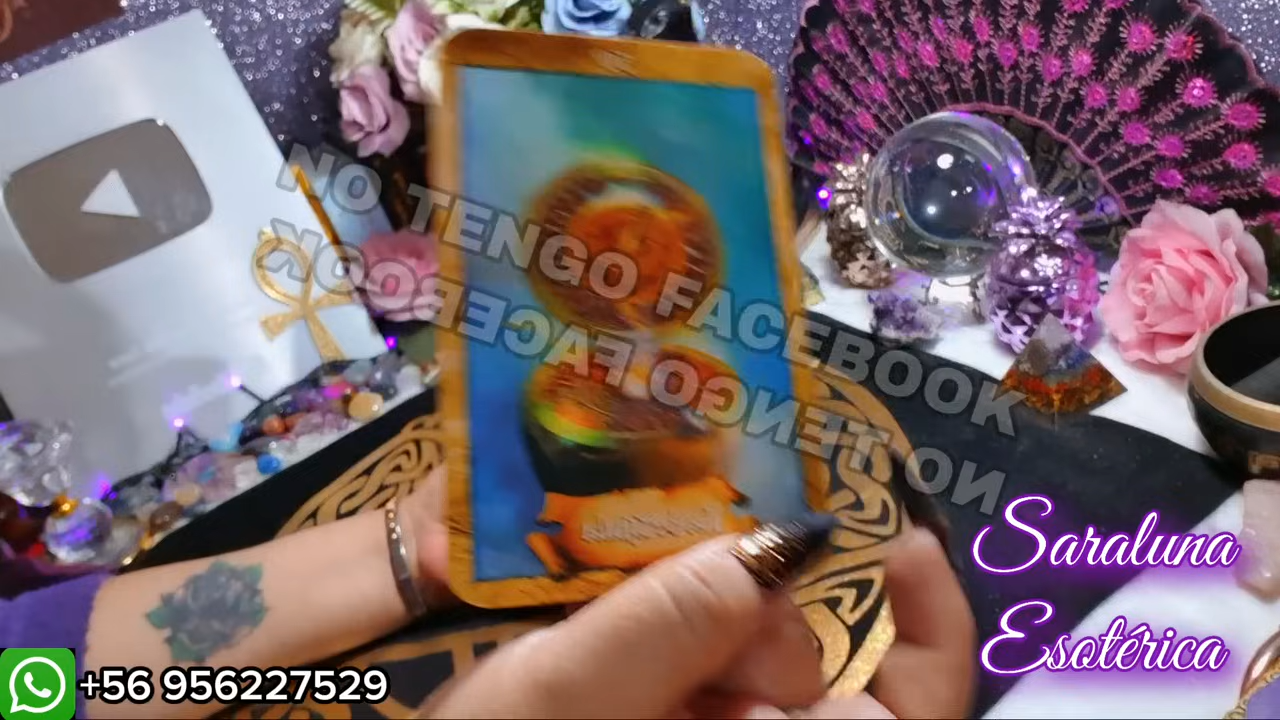 NO TENGO FACEBOOK
NO TENGO FACEBOOK
Saraluna
Esotérica
+56 956227529